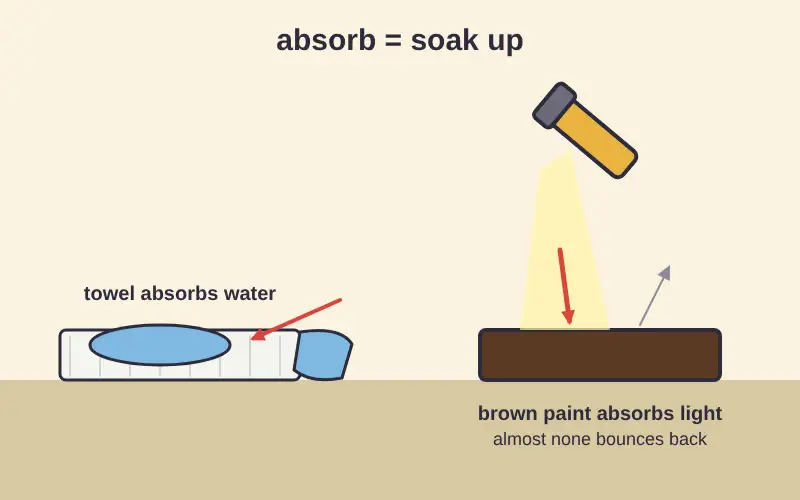 absorb = soak up
towel absorbs water
brown paint absorbs light
almost none bounces back